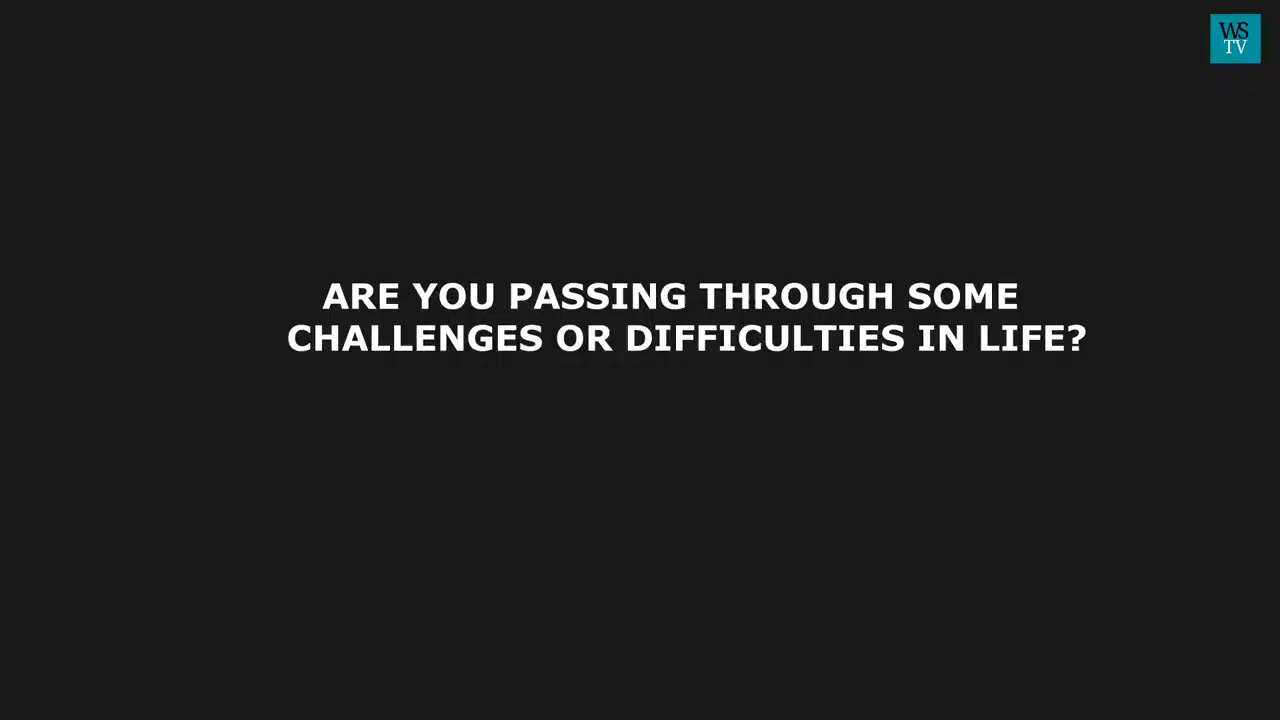 WS
TV
ARE YOU PASSING THROUGH SOME
CHALLENGES OR DIFFICULTIES IN LIFE?